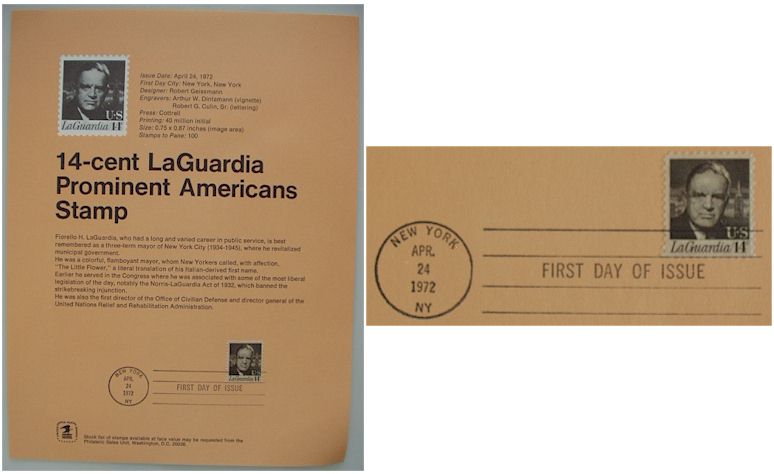 U·S
LaGuardia 14c
Issue Date: April 24, 1972
First Day City: New York, New York
Designer: Robert Geissmann
Engravers: Arthur W. Dintamann (vignette)
Robert G. Culin, Sr. (lettering)
Press: Cottrell
Printing: 40 million initial
Size: 0.75 x 0.87 inches (image area)
Stamps to Pane: 100
14-cent LaGuardia
Prominent Americans
Stamp
Fiorello H. LaGuardia, who had a long and varied career in public service, is best
remembered as a three-term mayor of New York City (1934-1945), where he revitalized
municipal government.
He was a colorful, flamboyant mayor, whom New Yorkers called, with affection,
"The Little Flower," a literal translation of his Italian-derived first name.
Earlier he served in the Congress where he was associated with some of the most liberal
legislation of the day, notably the Norris-LaGuardia Act of 1932, which banned the
strikebreaking injunction.
He was also the first director of the Office of Civilian Defense and director general of the
United Nations Relief and Rehabilitation Administration.
U·S
LaGuardia 14c
NEW YORK
APR.
24
1972
NY
FIRST DAY OF ISSUE
Stock list of stamps available at face value may be requested from the
Philatelic Sales Unit, Washington, D.C. 20036.
U·S
LaGuardia 14c
NEW YORK
APR.
24
1972
NY
FIRST DAY OF ISSUE